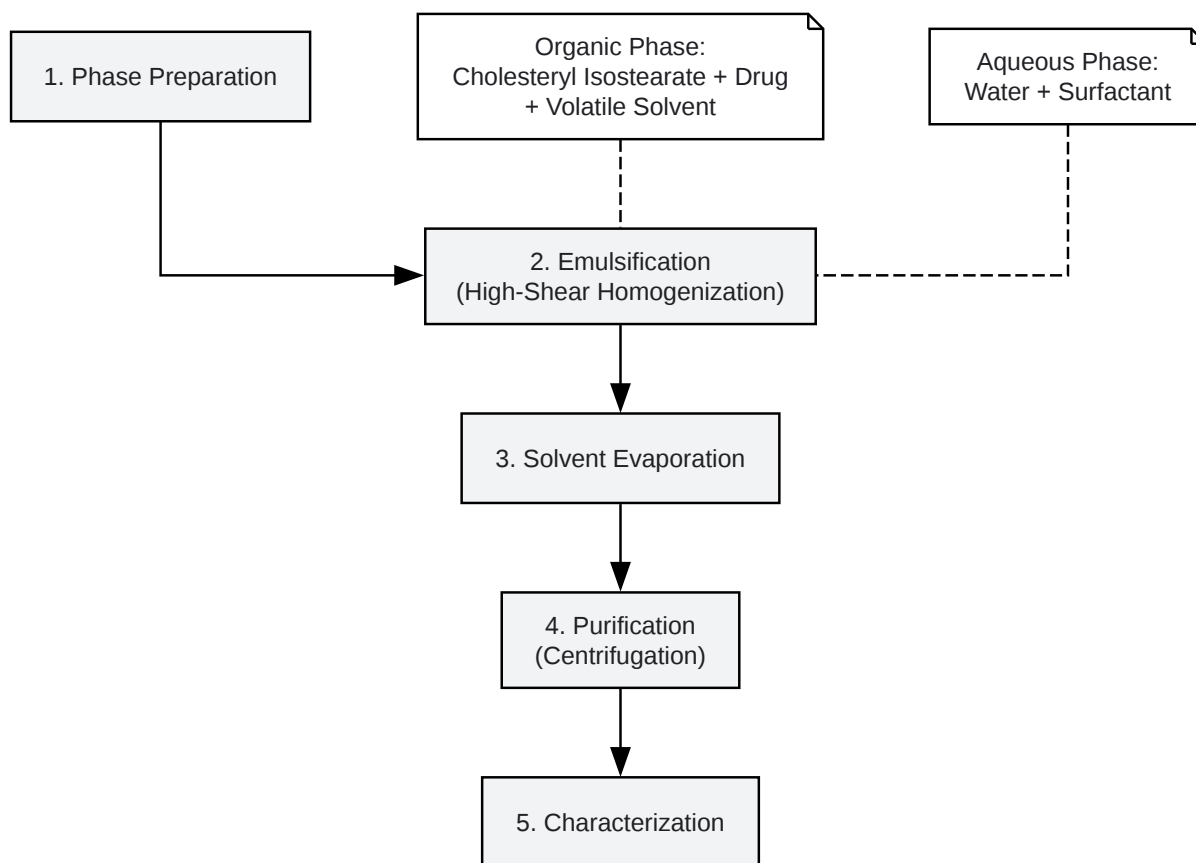 1. Phase Preparation
Organic Phase:
Cholesteryl Isostearate + Drug
+ Volatile Solvent
Aqueous Phase:
Water + Surfactant
2. Emulsification
(High-Shear Homogenization)
3. Solvent Evaporation
4. Purification
(Centrifugation)
5. Characterization